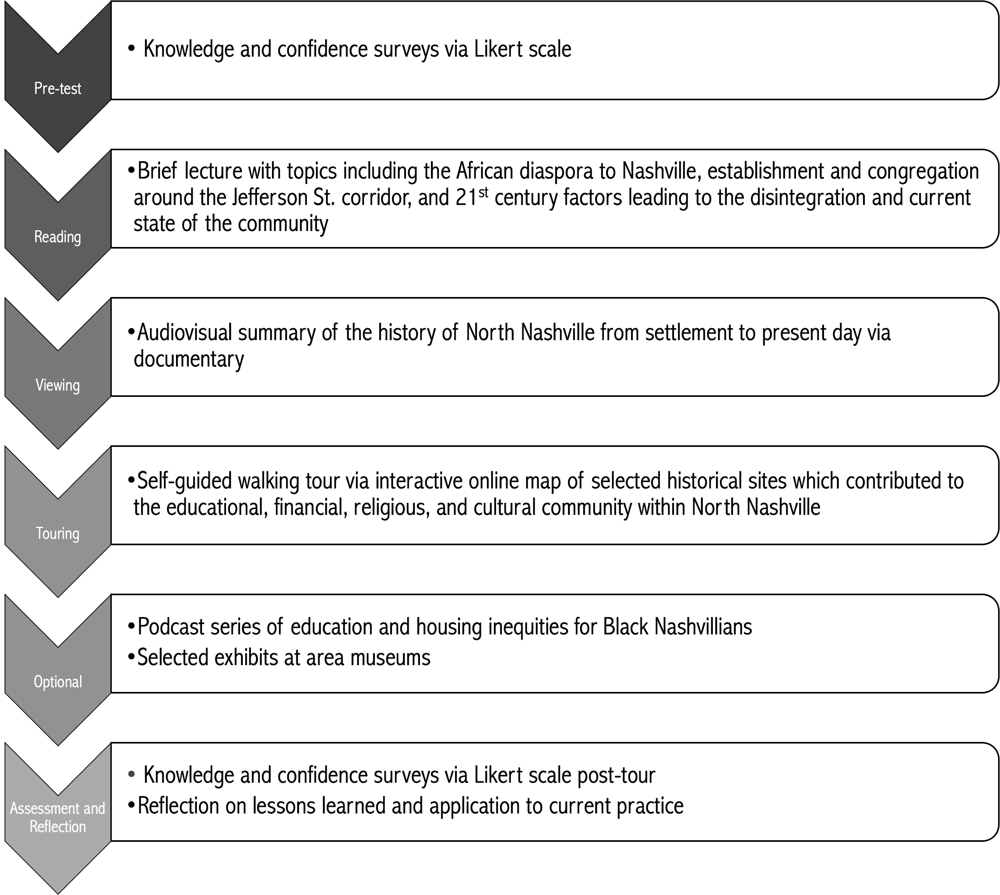 Pre-test
• Knowledge and confidence surveys via Likert scale
Reading
•Brief lecture with topics including the African diaspora to Nashville, establishment and congregation
around the Jefferson St. corridor, and 21st century factors leading to the disintegration and current
state of the community
Viewing
•Audiovisual summary of the history of North Nashville from settlement to present day via
documentary
Touring
•Self-guided walking tour via interactive online map of selected historical sites which contributed to
the educational, financial, religious, and cultural community within North Nashville
Optional
•Podcast series of education and housing inequities for Black Nashvillians
•Selected exhibits at area museums
Assessment and
Reflection
• Knowledge and confidence surveys via Likert scale post-tour
•Reflection on lessons learned and application to current practice